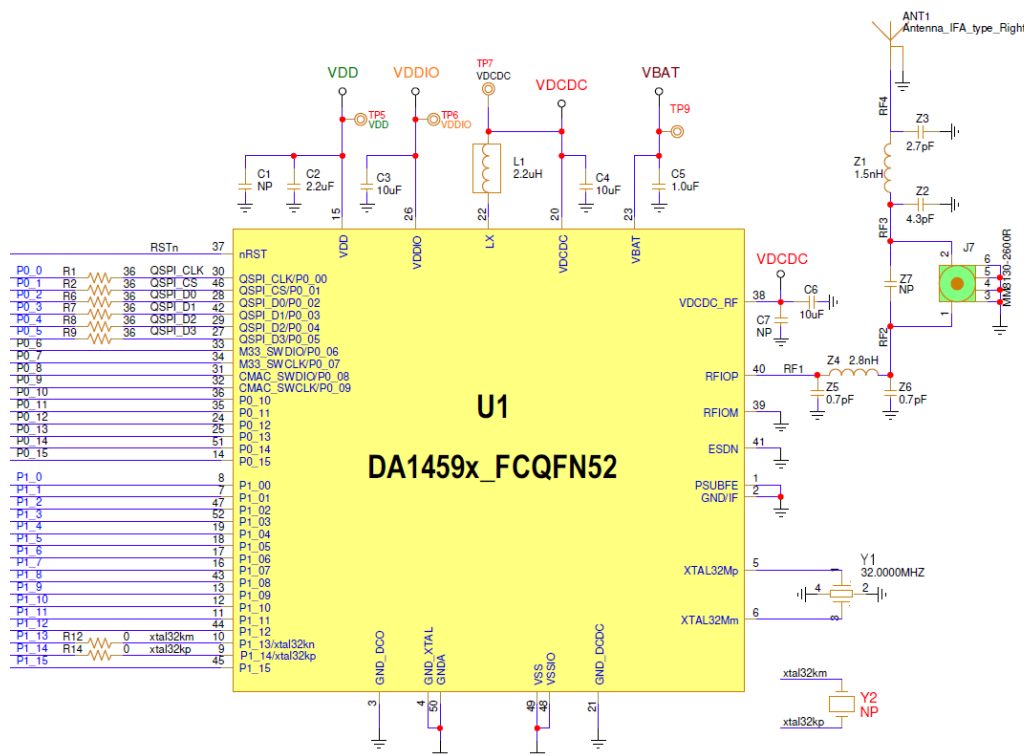 ANT1
Antenna_IFA_type_Right
RF4
Z3
2.7pF
Z1
1.5nH
Z2
4.3pF
RF3
J7
MM8130-2600R
2
6
5
4
3
1
Z7
NP
RF2
VDD
VDDIO
TP7
VDCDC
VDCDC
VBAT
TP5
VDD
TP6
VDDIO
TP9
C1
NP
C2
2.2uF
C3
10uF
L1
2.2uH
C4
10uF
C5
1.0uF
15
26
22
20
23
VDD
VDDIO
LX
VDCDC
VBAT
RSTn 37 nRST
P0_0 R1 36 QSPI_CLK 30 QSPI_CLK/P0_00
P0_1 R2 36 QSPI_CS 46 QSPI_CS/P0_01
P0_2 R6 36 QSPI_D0 28 QSPI_D0/P0_02
P0_3 R7 36 QSPI_D1 42 QSPI_D1/P0_03
P0_4 R8 36 QSPI_D2 29 QSPI_D2/P0_04
P0_5 R9 36 QSPI_D3 27 QSPI_D3/P0_05
P0_6 33 M33_SWDIO/P0_06
P0_7 34 M33_SWCLK/P0_07
P0_8 31 CMAC_SWDIO/P0_08
P0_9 32 CMAC_SWCLK/P0_09
P0_10 36 P0_10
P0_11 35 P0_11
P0_12 24 P0_12
P0_13 25 P0_13
P0_14 51 P0_14
P0_15 14 P0_15
P1_0 8 P1_00
P1_1 7 P1_01
P1_2 47 P1_02
P1_3 52 P1_03
P1_4 19 P1_04
P1_5 18 P1_05
P1_6 17 P1_06
P1_7 16 P1_07
P1_8 43 P1_08
P1_9 13 P1_09
P1_10 12 P1_10
P1_11 11 P1_11
P1_12 44 P1_12
P1_13 R12 0 xtal32km 10 P1_13/xtal32kn
P1_14 R14 0 xtal32kp 9 P1_14/xtal32kp
P1_15 45 P1_15
U1
DA1459x_FCQFN52
VDCDC
VDCDC_RF 38
C6
10uF
C7
NP
RFIOP 40 RF1
Z4 2.8nH
Z5
0.7pF
Z6
0.7pF
RFIOM 39
ESDN 41
PSUBFE 1
GND/IF 2
XTAL32Mp 5
Y1
32.0000MHZ
1
4
2
3
XTAL32Mm 6
GND_DCO
GND_XTAL
GNDA
VSS
VSSIO
GND_DCDC
3
4
50
49
48
21
xtal32km
Y2
NP
xtal32kp